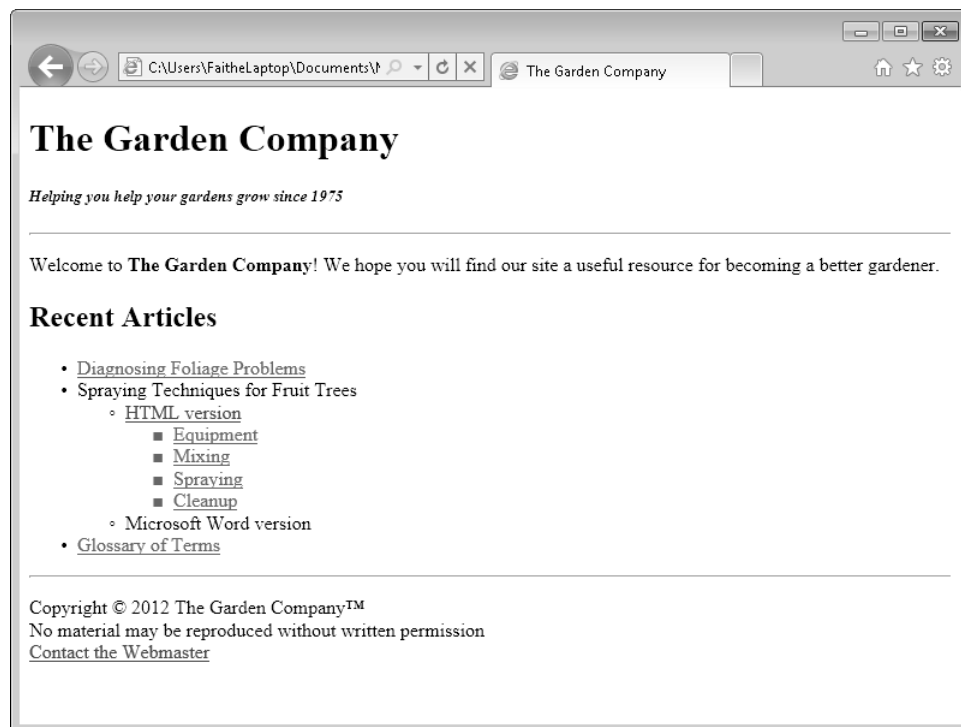 C:\Users\FaitheLaptop\Documents\
The Garden Company
The Garden Company
Helping you help your gardens grow since 1975
Welcome to The Garden Company! We hope you will find our site a useful resource for becoming a better gardener.
Recent Articles
• Diagnosing Foliage Problems
• Spraying Techniques for Fruit Trees
◦ HTML version
▪ Equipment
▪ Mixing
▪ Spraying
▪ Cleanup
◦ Microsoft Word version
• Glossary of Terms
Copyright © 2012 The Garden Company™
No material may be reproduced without written permission
Contact the Webmaster